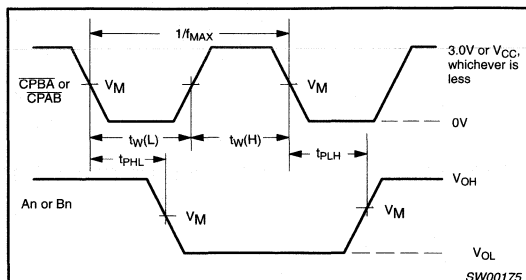 1/fMAX
3.0V or VCC,
whichever is
less
CPBA or
CPAB
VM
VM
0V
tW(L)
tW(H)
tPHL
tPLH
An or Bn
VOH
VM
VM
VOL
SW00175